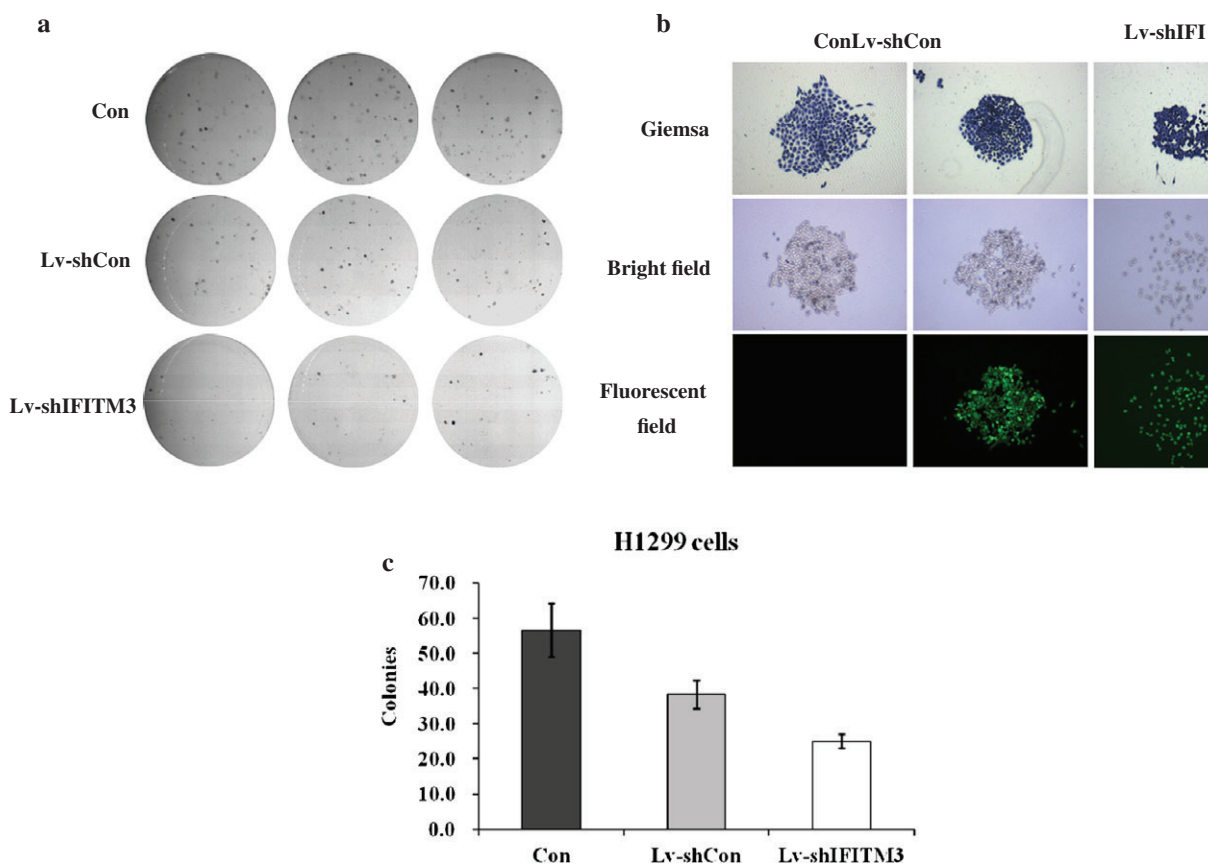 a
Con
Lv-shCon
Lv-shIFITM3
b
ConLv-shCon
Lv-shIFI
Giemsa
Bright field
Fluorescent
field
c
H1299 cells
Colonies
70.0
60.0
50.0
40.0
30.0
20.0
10.0
0.0
Con
Lv-shCon
Lv-shIFITM3